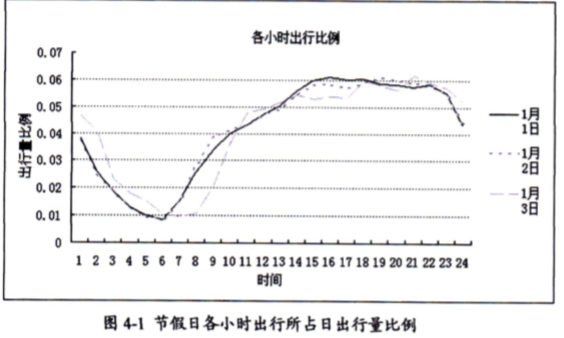 各小时出行比例
出行量比例
0.07
0.06
0.05
0.04
0.03
0.02
0.01
0
1 2 3 4 5 6 7 8 9 10 11 12 13 14 15 16 17 18 19 20 21 22 23 24
时间
1月
1日
1月
2日
1月
3日
图 4-1 节假日各小时出行所占日出行量比例